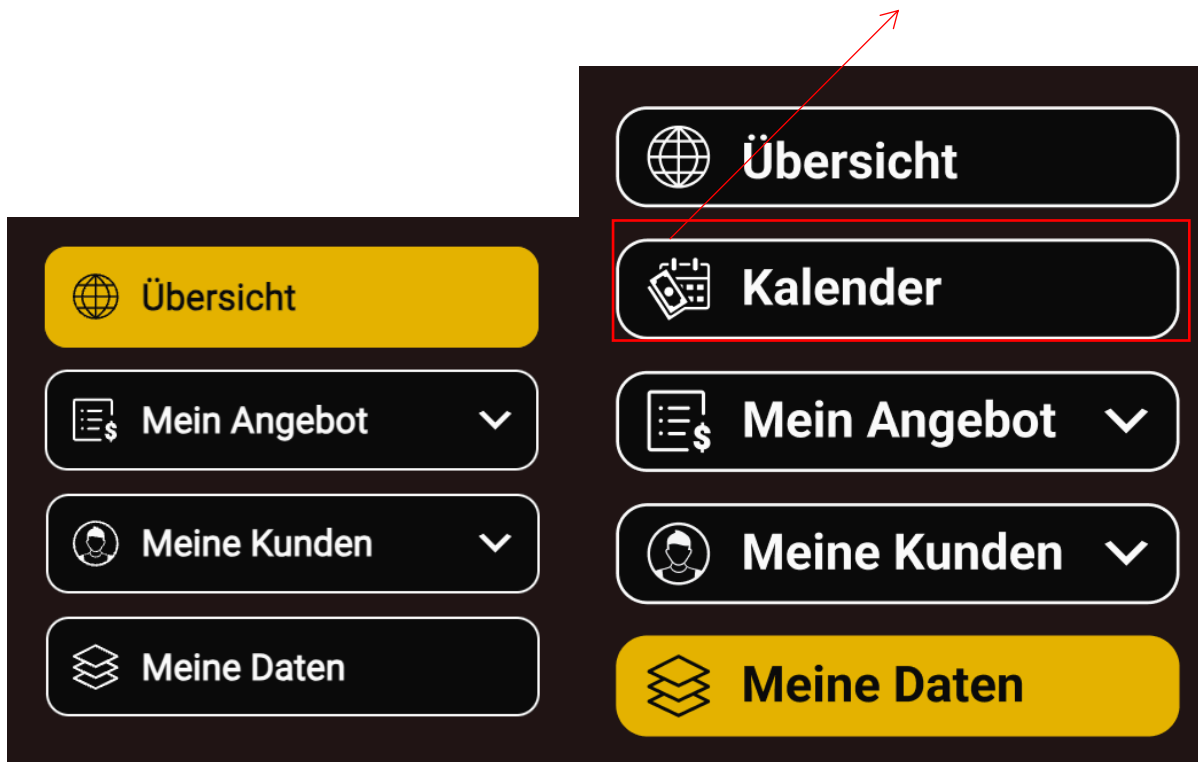 Übersicht
Mein Angebot
Meine Kunden
Meine Daten
Übersicht
Kalender
Mein Angebot
Meine Kunden
Meine Daten